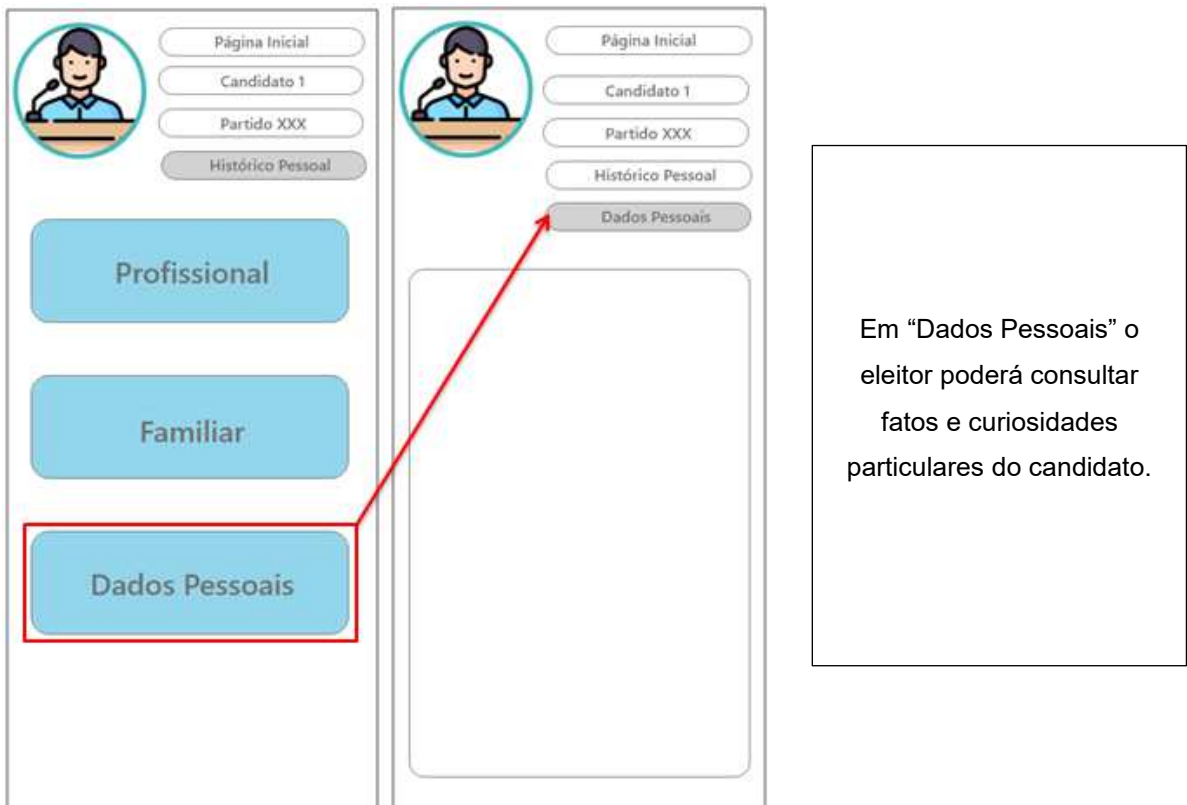 Página Inicial
Candidato 1
Partido XXX
Histórico Pessoal
Profissional
Familiar
Dados Pessoais
Página Inicial
Candidato 1
Partido XXX
Histórico Pessoal
Dados Pessoais
Em “Dados Pessoais” o
eleitor poderá consultar
fatos e curiosidades
particulares do candidato.